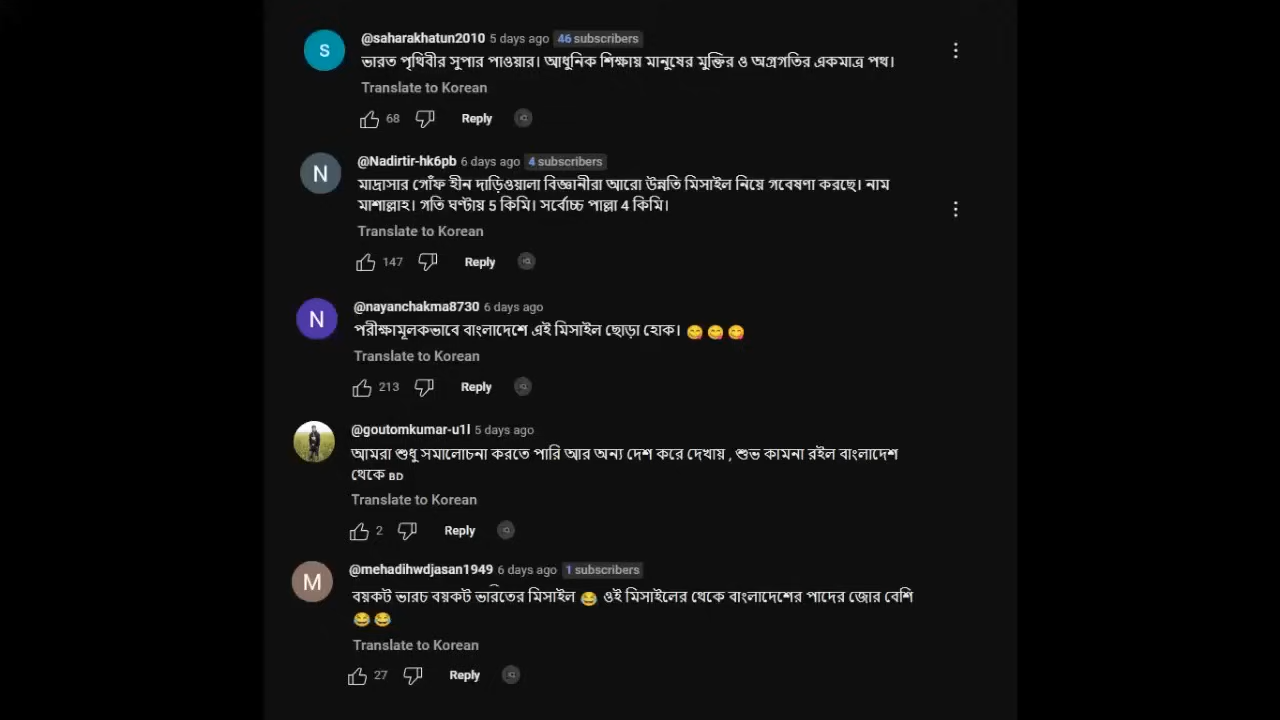 @saharakhatun2010 5 days ago 46 subscribers
ভারত পৃথিবীর সুপার পাওয়ার। আধুনিক শিক্ষায় মানুষের মুক্তির ও অগ্রগতির একমাত্র পথ।
Translate to Korean
68 Reply
@Nadirtir-hk6pb 6 days ago 4 subscribers
মাদ্রাসার গোঁফ হীন দাড়িওয়ালা বিজ্ঞানীরা আরো উন্নতি মিসাইল নিয়ে গবেষণা করছে। নাম
মাশাল্লাহ। গতি ঘণ্টায় 5 কিমি। সর্বোচ্চ পাল্লা 4 কিমি।
Translate to Korean
147 Reply
@nayanchakma8730 6 days ago
পরীক্ষামূলকভাবে বাংলাদেশে এই মিসাইল ছোড়া হোক। 😋 😋 😋
Translate to Korean
213 Reply
@goutomkumar-u1l 5 days ago
আমরা শুধু সমালোচনা করতে পারি আর অন্য দেশ করে দেখায় , শুভ কামনা রইল বাংলাদেশ
থেকে BD
Translate to Korean
2 Reply
@mehadihwdjasan1949 6 days ago 1 subscribers
বয়কট ভারচ বয়কট ভারিতের মিসাইল 😂 ওই মিসাইলের থেকে বাংলাদেশের পাদের জোর বেশি
😂 😂
Translate to Korean
27 Reply
S
N
N
M